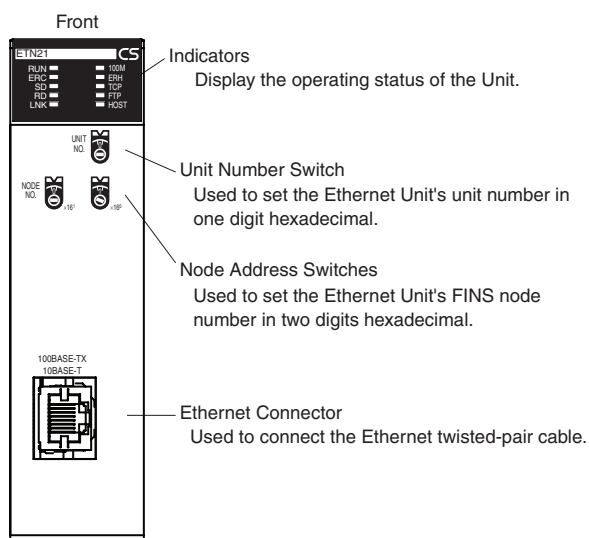 Front
ETN21 CS
RUN 100M
ERC ERH
SD TCP
RD FTP
LNK HOST
Indicators
Display the operating status of the Unit.
UNIT
NO.
Unit Number Switch
Used to set the Ethernet Unit's unit number in
one digit hexadecimal.
NODE
NO.
×16¹ ×16⁰
Node Address Switches
Used to set the Ethernet Unit's FINS node
number in two digits hexadecimal.
100BASE-TX
10BASE-T
Ethernet Connector
Used to connect the Ethernet twisted-pair cable.